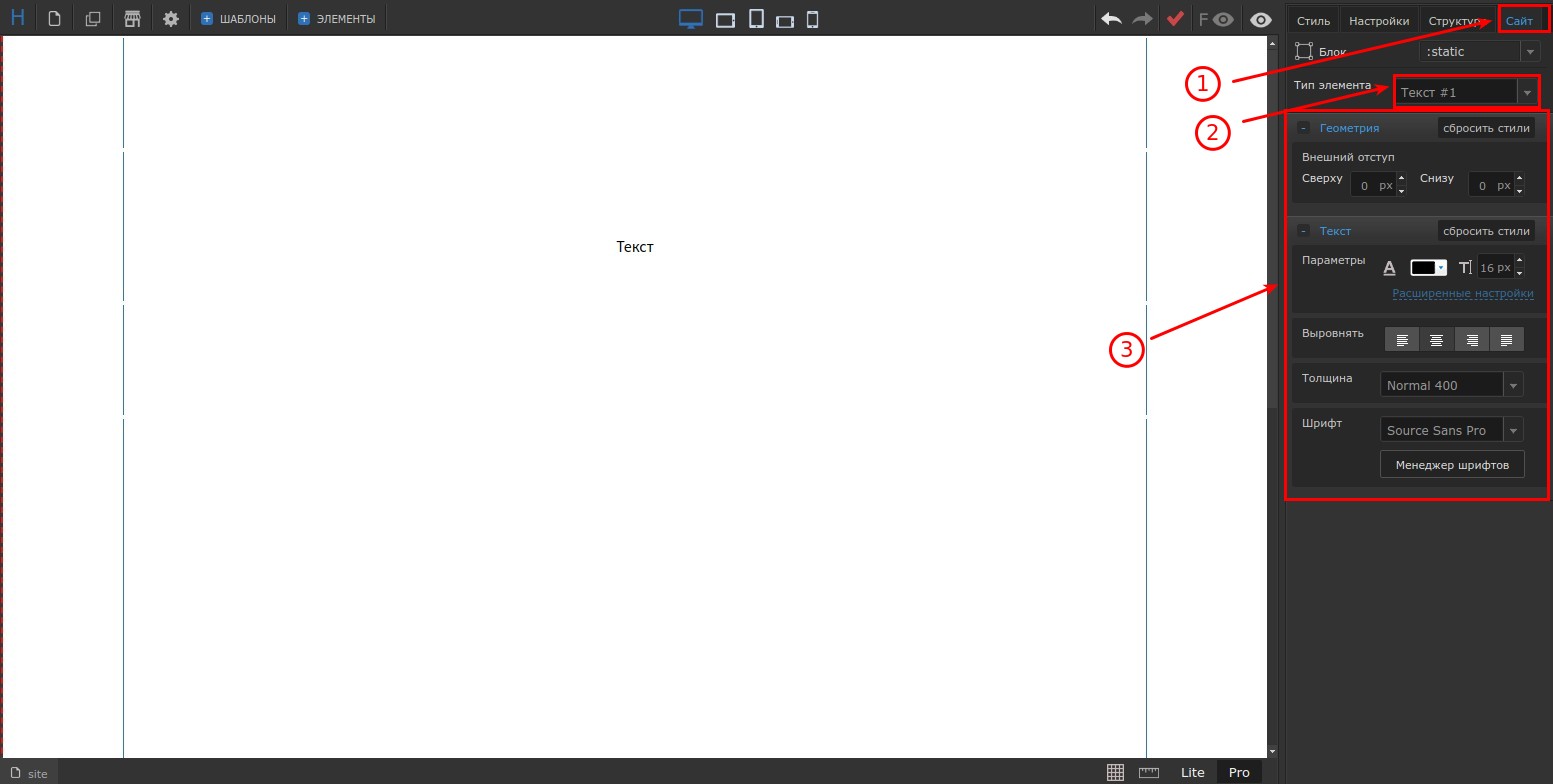 H
ШАБЛОНЫ
ЭЛЕМЕНТЫ
F
Стиль
Настройки
Структур
Сайт
Блок
:static
1
Тип элемента
Текст #1
2
Геометрия
сбросить стили
Внешний отступ
Сверху
0 px
Снизу
0 px
Текст
сбросить стили
Текст
Параметры
A
T
16 px
Расширенные настройки
3
Выровнять
Толщина
Normal 400
Шрифт
Source Sans Pro
Менеджер шрифтов
site
Lite
Pro